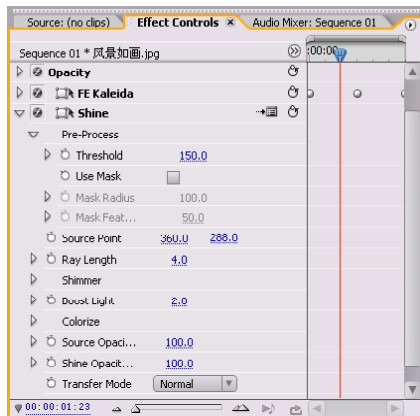 Source: (no clips) Effect Controls × Audio Mixer: Sequence 01
Sequence 01 * 风景如画.jpg :00:00
Opacity
FE Kaleida
Shine
Pre-Process
Threshold 150.0
Use Mask
Mask Radius 100.0
Mask Feat... 50.0
Source Point 360.0 288.0
Ray Length 4.0
Shimmer
Boost Light 2.0
Colorize
Source Opaci... 100.0
Shine Opacit... 100.0
Transfer Mode Normal
00:00:01:23